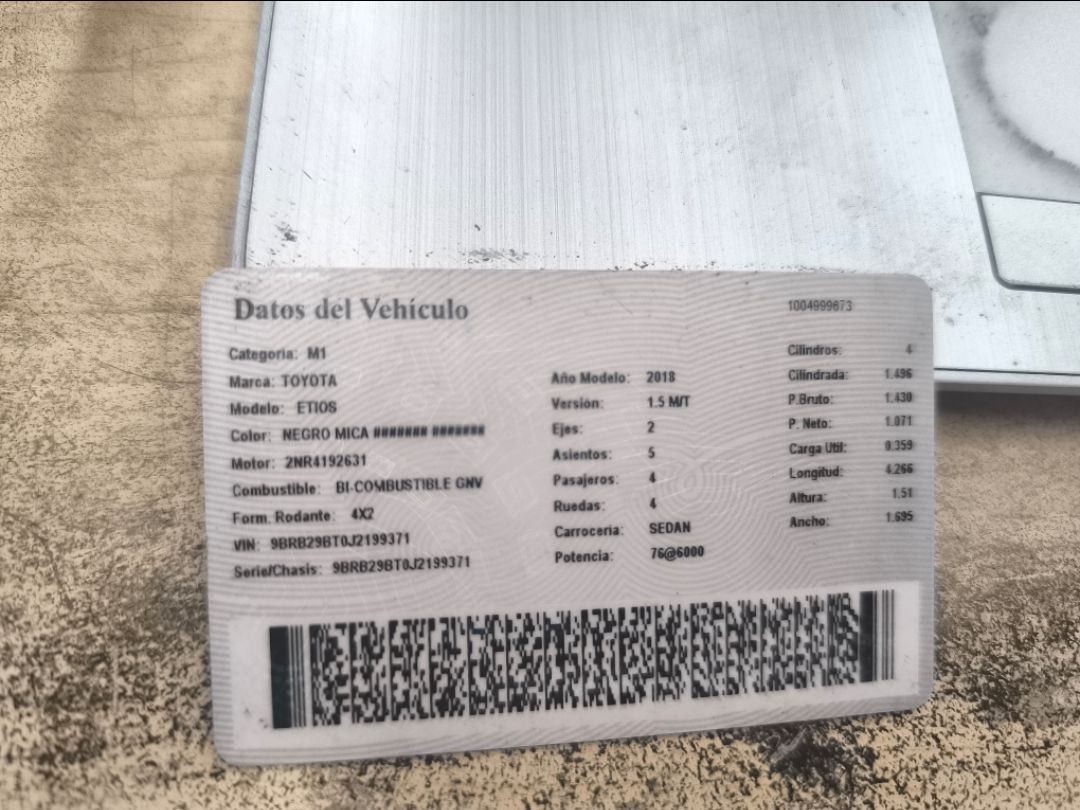 Datos del Vehículo
1004999673
Categoria: M1
Marca: TOYOTA
Modelo: ETIOS
Color: NEGRO MICA ####### #######
Motor: 2NR4192631
Combustible: BI-COMBUSTIBLE GNV
Form. Rodante: 4X2
VIN: 9BRB29BT0J2199371
Serie/Chasis: 9BRB29BT0J2199371
Año Modelo: 2018
Versión: 1.5 M/T
Ejes: 2
Asientos: 5
Pasajeros: 4
Ruedas: 4
Carroceria: SEDAN
Potencia: 76@6000
Cilindros: 4
Cilindrada: 1.496
P.Bruto: 1.430
P. Neto: 1.071
Carga Util: 0.359
Longitud: 4.266
Altura: 1.51
Ancho: 1.695